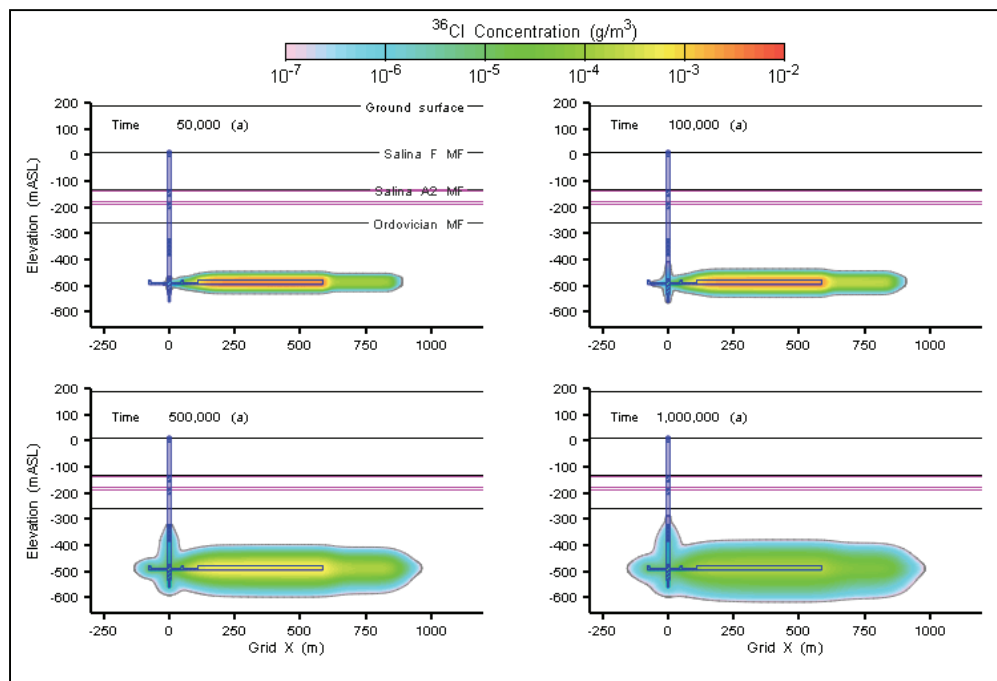 ³⁶Cl Concentration (g/m³)
10⁻⁷ 10⁻⁶ 10⁻⁵ 10⁻⁴ 10⁻³ 10⁻²
Elevation (mASL)
200
100
0
-100
-200
-300
-400
-500
-600
Time 50,000 (a)
Ground surface
Salina F MF
Salina A2 MF
Ordovician MF
-250 0 250 500 750 1000
200
100
0
-100
-200
-300
-400
-500
-600
Time 100,000 (a)
-250 0 250 500 750 1000
Elevation (mASL)
200
100
0
-100
-200
-300
-400
-500
-600
Time 500,000 (a)
-250 0 250 500 750 1000
Grid X (m)
200
100
0
-100
-200
-300
-400
-500
-600
Time 1,000,000 (a)
-250 0 250 500 750 1000
Grid X (m)